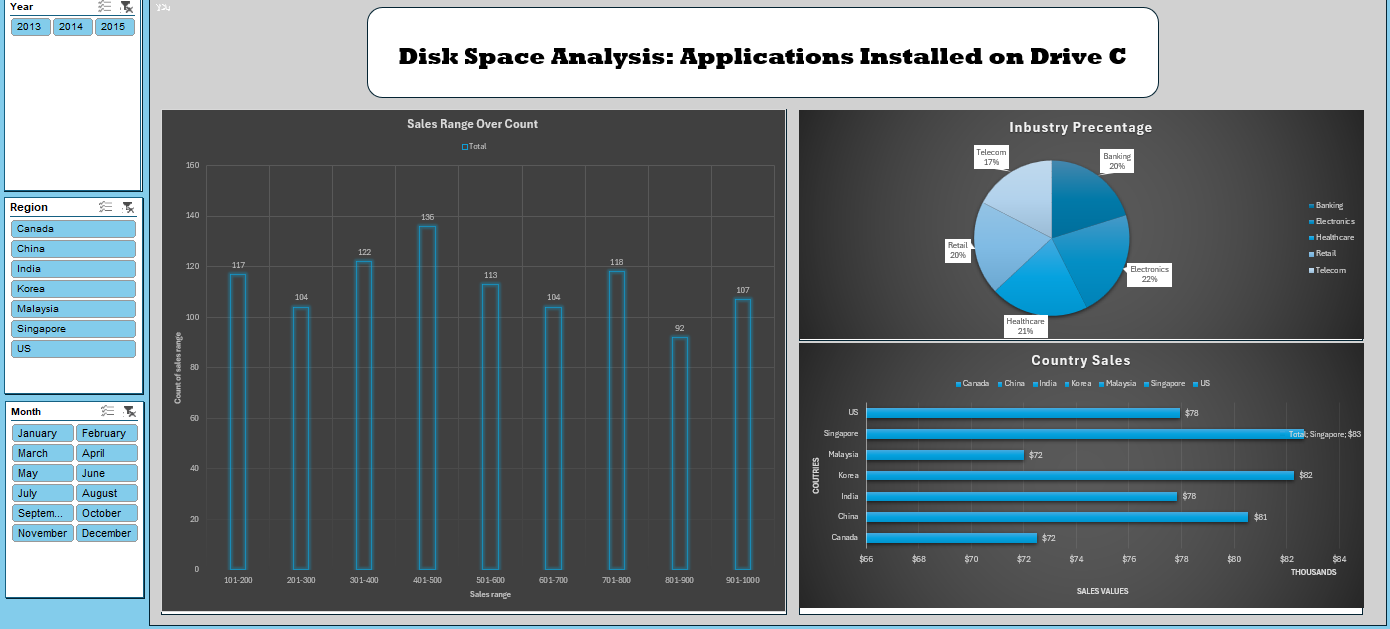 Year
2013 2014 2015
Region
Canada
China
India
Korea
Malaysia
Singapore
US
Month
January February
March April
May June
July August
Septem... October
November December
Disk Space Analysis: Applications Installed on Drive C
Sales Range Over Count
Total
Count of sales range
160
140
120
100
80
60
40
20
0
117
104
122
136
113
104
118
92
107
101-200 201-300 301-400 401-500 501-600 601-700 701-800 801-900 901-1000
Sales range
Inbustry Precentage
Telecom
17%
Banking
20%
Retail
20%
Electronics
22%
Healthcare
21%
Banking
Electronics
Healthcare
Retail
Telecom
Country Sales
Canada China India Korea Malaysia Singapore US
COUTRIES
US $78
Singapore Total; Singapore; $83
Malaysia $72
Korea $82
India $78
China $81
Canada $72
$66 $68 $70 $72 $74 $76 $78 $80 $82 $84
THOUSANDS
SALES VALUES